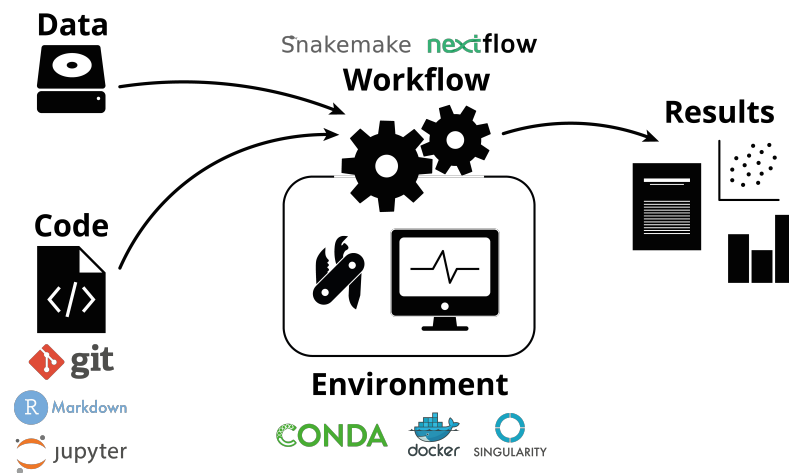 Data
Snakemake nextflow
Workflow
Results
Code
</>
git
R Markdown
jupyter
Environment
CONDA
docker
SINGULARITY